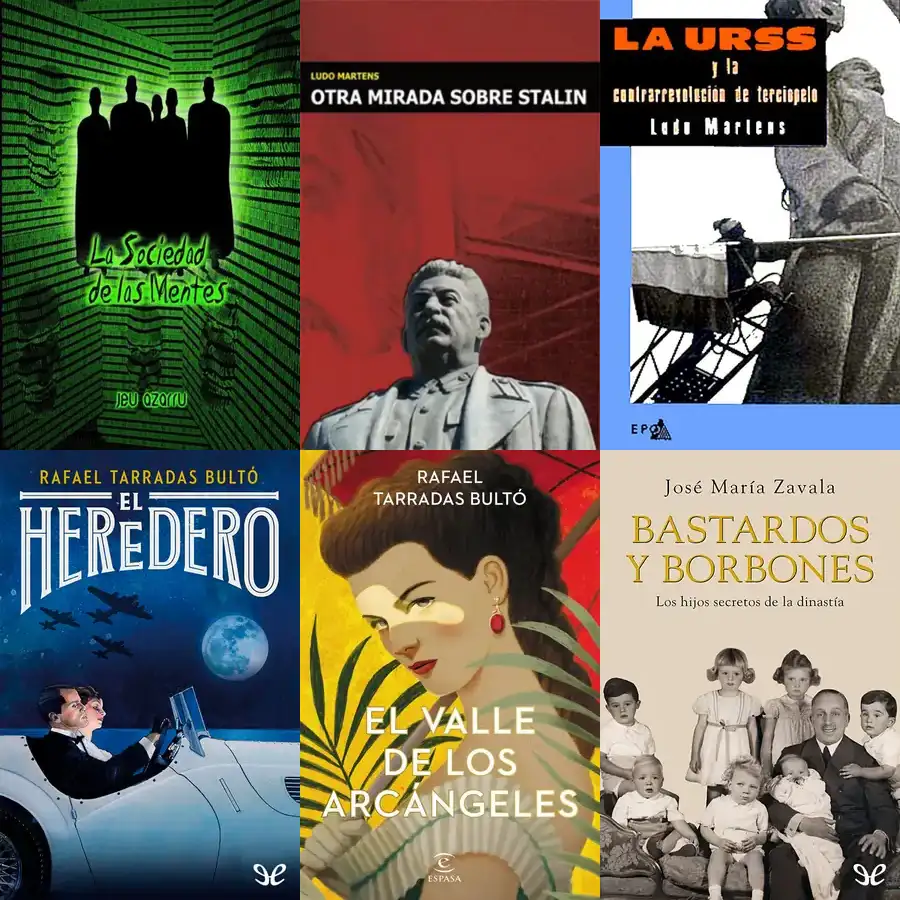 La Sociedad
de las Mentes
JBU AZARRU
LUDO MARTENS
OTRA MIRADA SOBRE STALIN
LA URSS
y la
contrarrevolución de terciopelo
Ludo Martens
EPO
RAFAEL TARRADAS BULTÓ
EL
HEREDERO
RAFAEL
TARRADAS BULTÓ
EL VALLE
DE LOS
ARCÁNGELES
ESPASA
José María Zavala
BASTARDOS
Y BORBONES
Los hijos secretos de la dinastía